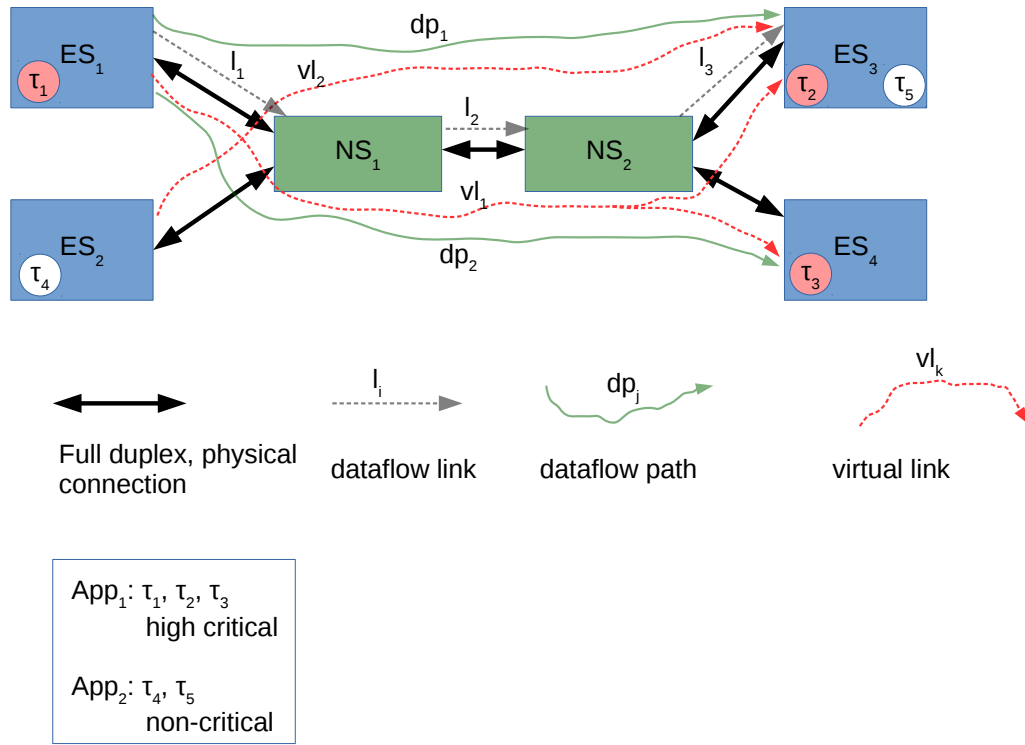 dp₁
ES₁
τ₁
l₁
vl₂
l₃
ES₃
τ₂
τ₅
l₂
NS₁
NS₂
vl₁
ES₂
τ₄
dp₂
ES₄
τ₃
lᵢ
dpⱼ
vlₖ
Full duplex, physical
connection
dataflow link
dataflow path
virtual link
App₁: τ₁, τ₂, τ₃
high critical
App₂: τ₄, τ₅
non-critical